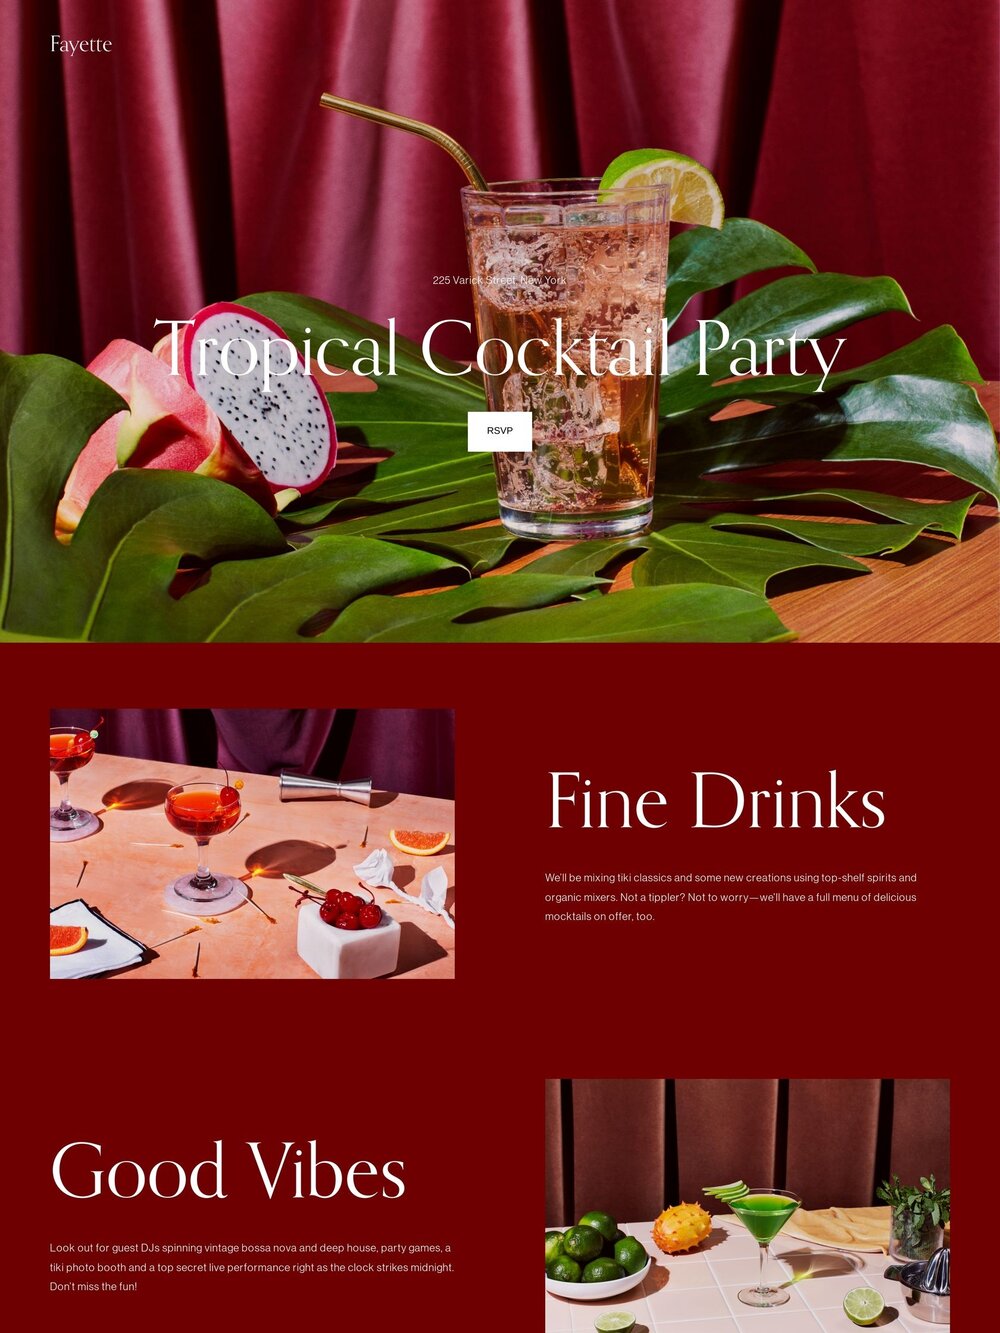 Fayette
225 Varick Street, New York
Tropical Cocktail Party
RSVP
Fine Drinks
We'll be mixing tiki classics and some new creations using top-shelf spirits and
organic mixers. Not a tippler? Not to worry—we'll have a full menu of delicious
mocktails on offer, too.
Good Vibes
Look out for guest DJs spinning vintage bossa nova and deep house, party games, a
tiki photo booth and a top secret live performance right as the clock strikes midnight.
Don't miss the fun!